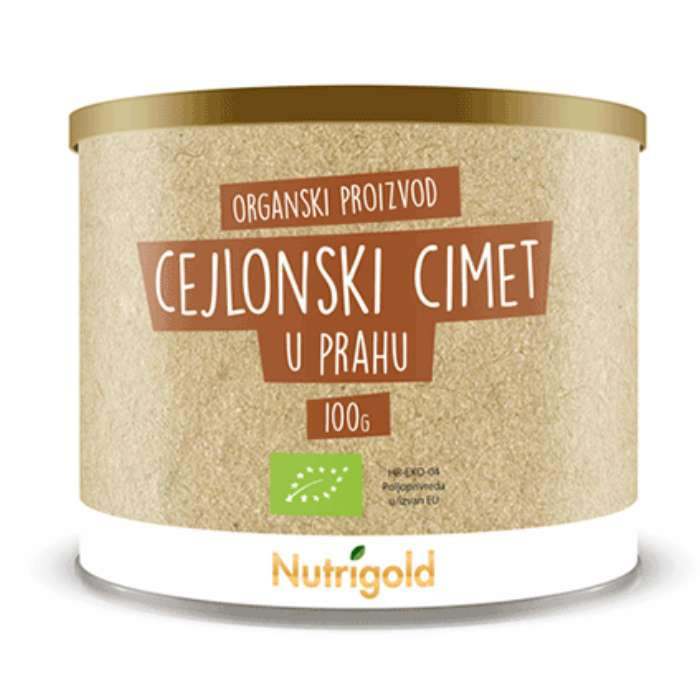 ORGANSKI PROIZVOD
CEJLONSKI CIMET
U PRAHU
100G
HR-EKO-04
Poljoprivreda
u/izvan EU
Nutrigold